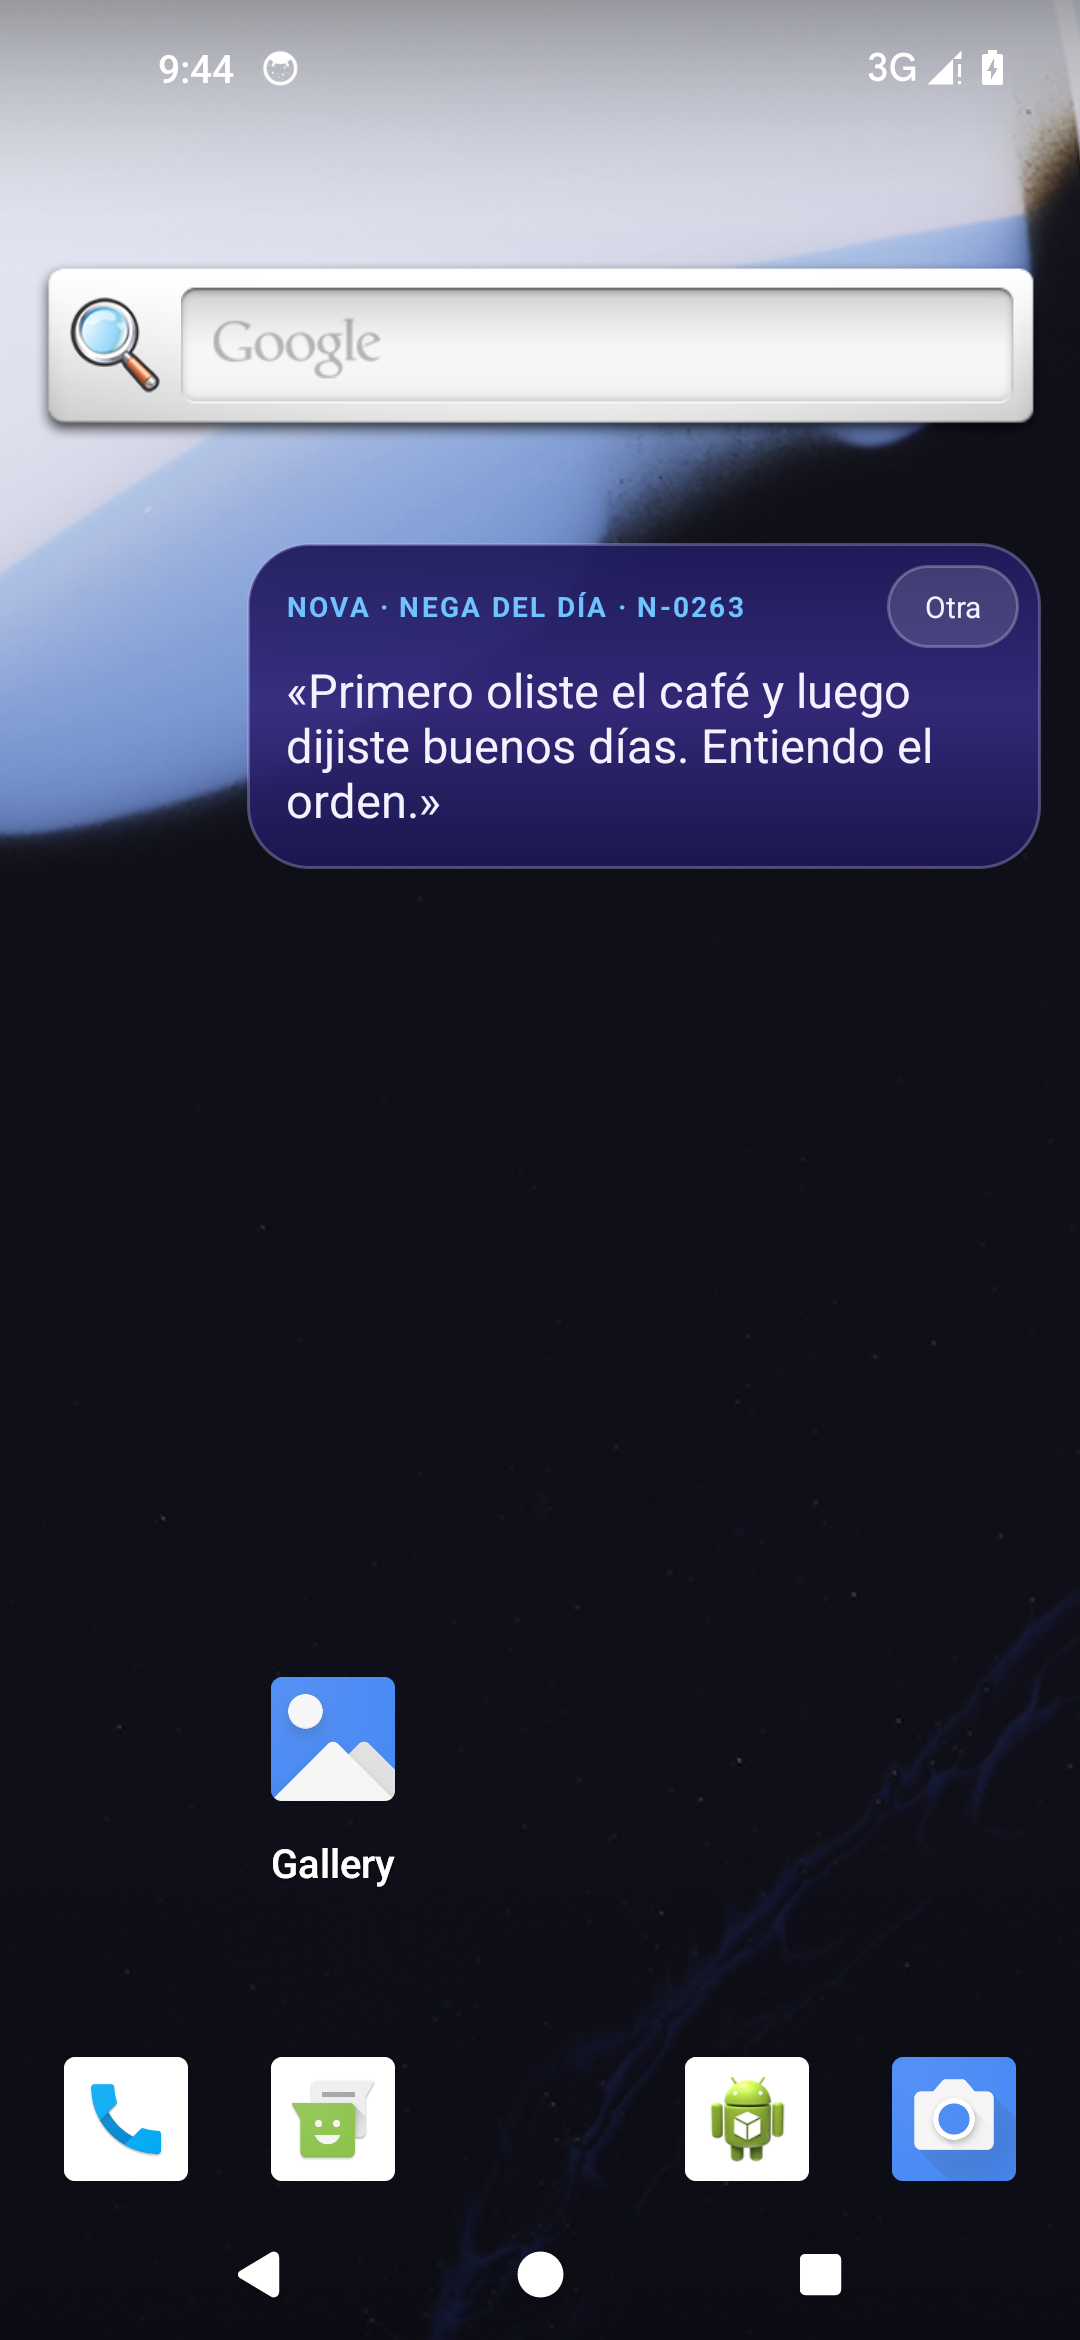 9:44
3G
Google
NOVA · NEGA DEL DÍA · N-0263
Otra
«Primero oliste el café y luego
dijiste buenos días. Entiendo el
orden.»
Gallery